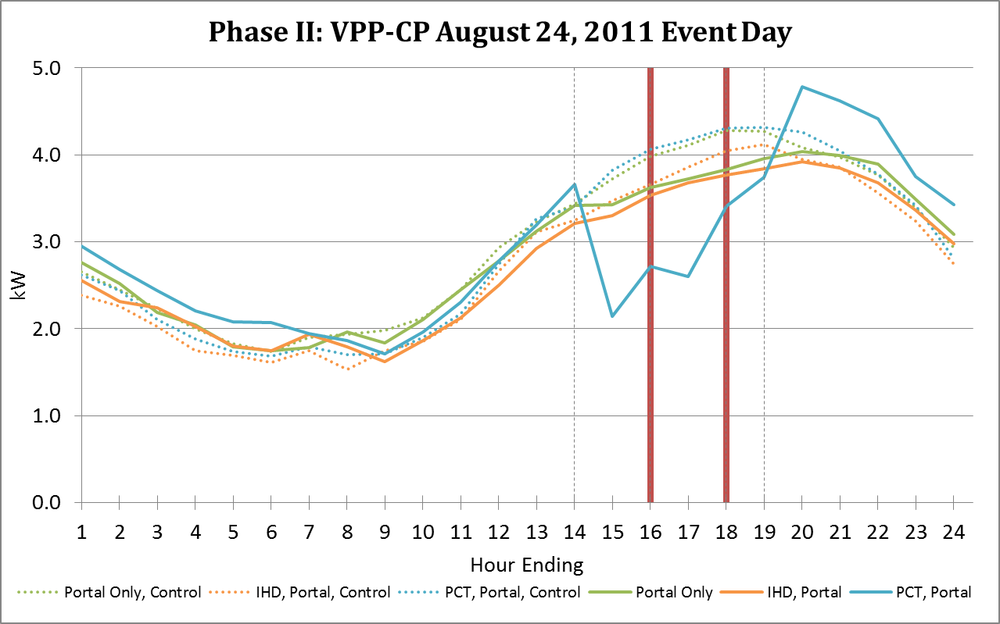 Phase II: VPP-CP August 24, 2011 Event Day
5.0
4.0
3.0
2.0
1.0
0.0
kW
1 2 3 4 5 6 7 8 9 10 11 12 13 14 15 16 17 18 19 20 21 22 23 24
Hour Ending
Portal Only, Control IHD, Portal, Control PCT, Portal, Control Portal Only IHD, Portal PCT, Portal